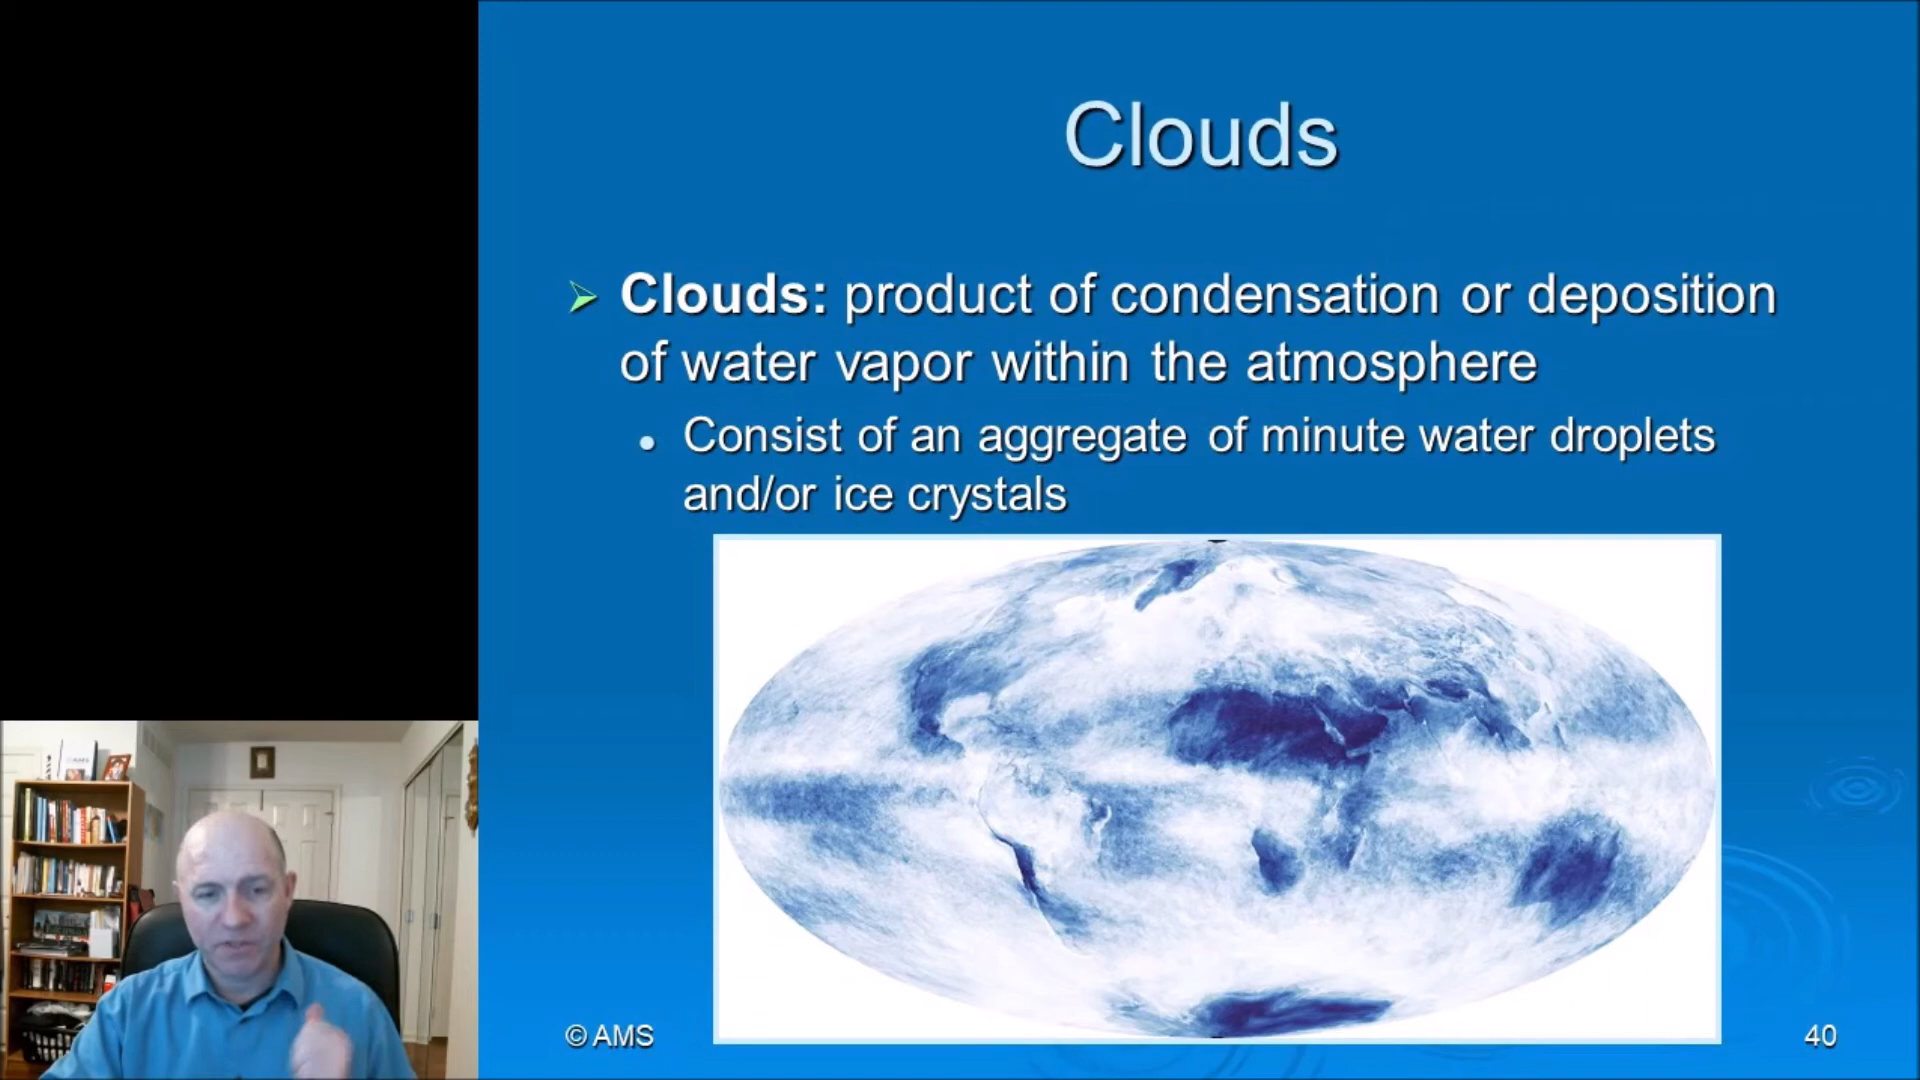 Clouds
Clouds: product of condensation or deposition
of water vapor within the atmosphere
Consist of an aggregate of minute water droplets
and/or ice crystals
© AMS
40